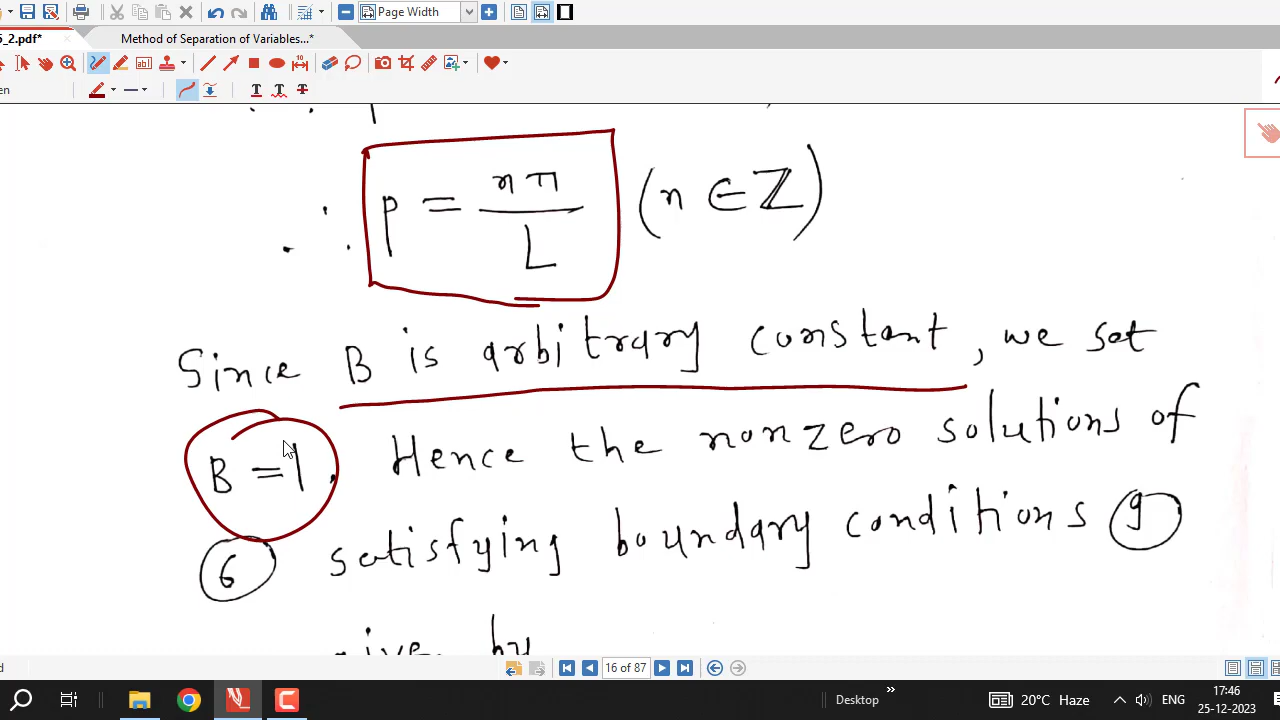 Page Width
5_2.pdf*
Method of Separation of Variables...*
∴ p = nπ/L (n ∈ ℤ)
Since B is arbitrary constant, we set
B = 1. Hence the nonzero solutions of
⑥ satisfying boundary conditions ⑨
given by
16 of 87
Desktop
»
20°C Haze
ENG
17:46
25-12-2023